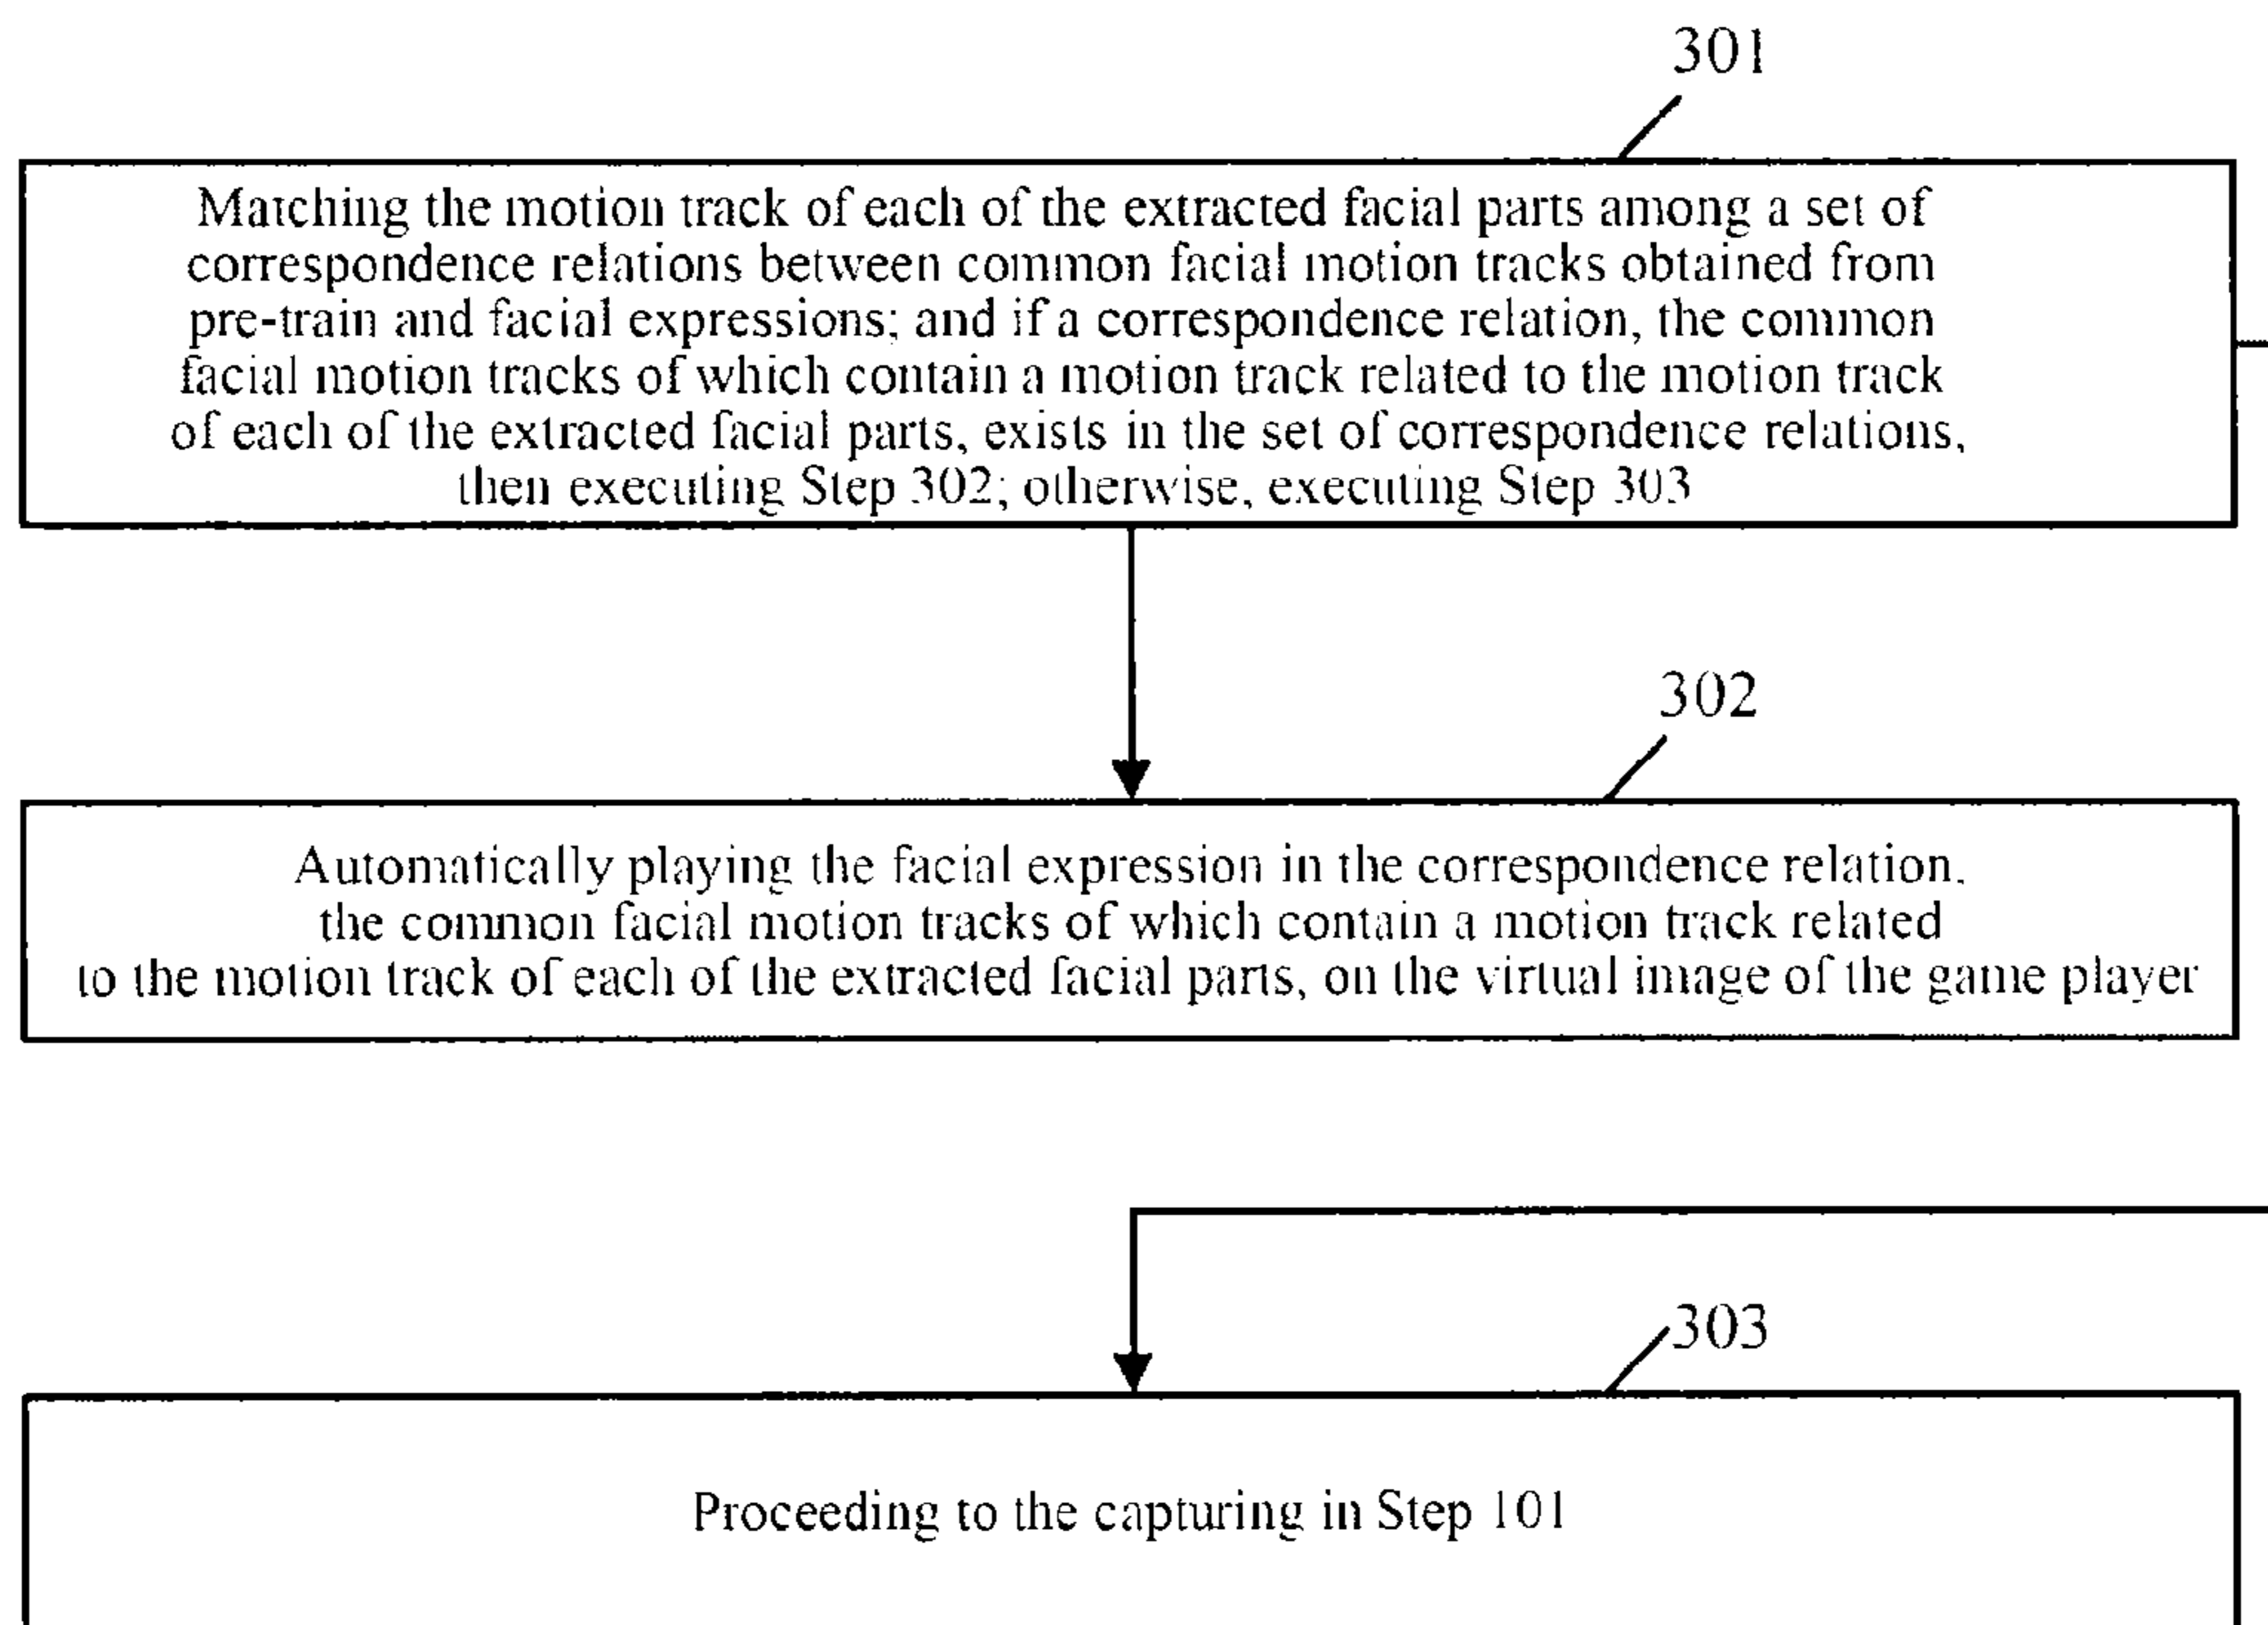 301
Matching the motion track of each of the extracted facial parts among a set of
correspondence relations between common facial motion tracks obtained from
pre-train and facial expressions; and if a correspondence relation, the common
facial motion tracks of which contain a motion track related to the motion track
of each of the extracted facial parts, exists in the set of correspondence relations,
then executing Step 302; otherwise, executing Step 303
302
Automatically playing the facial expression in the correspondence relation,
the common facial motion tracks of which contain a motion track related
to the motion track of each of the extracted facial parts, on the virtual image of the game player
303
Proceeding to the capturing in Step 101